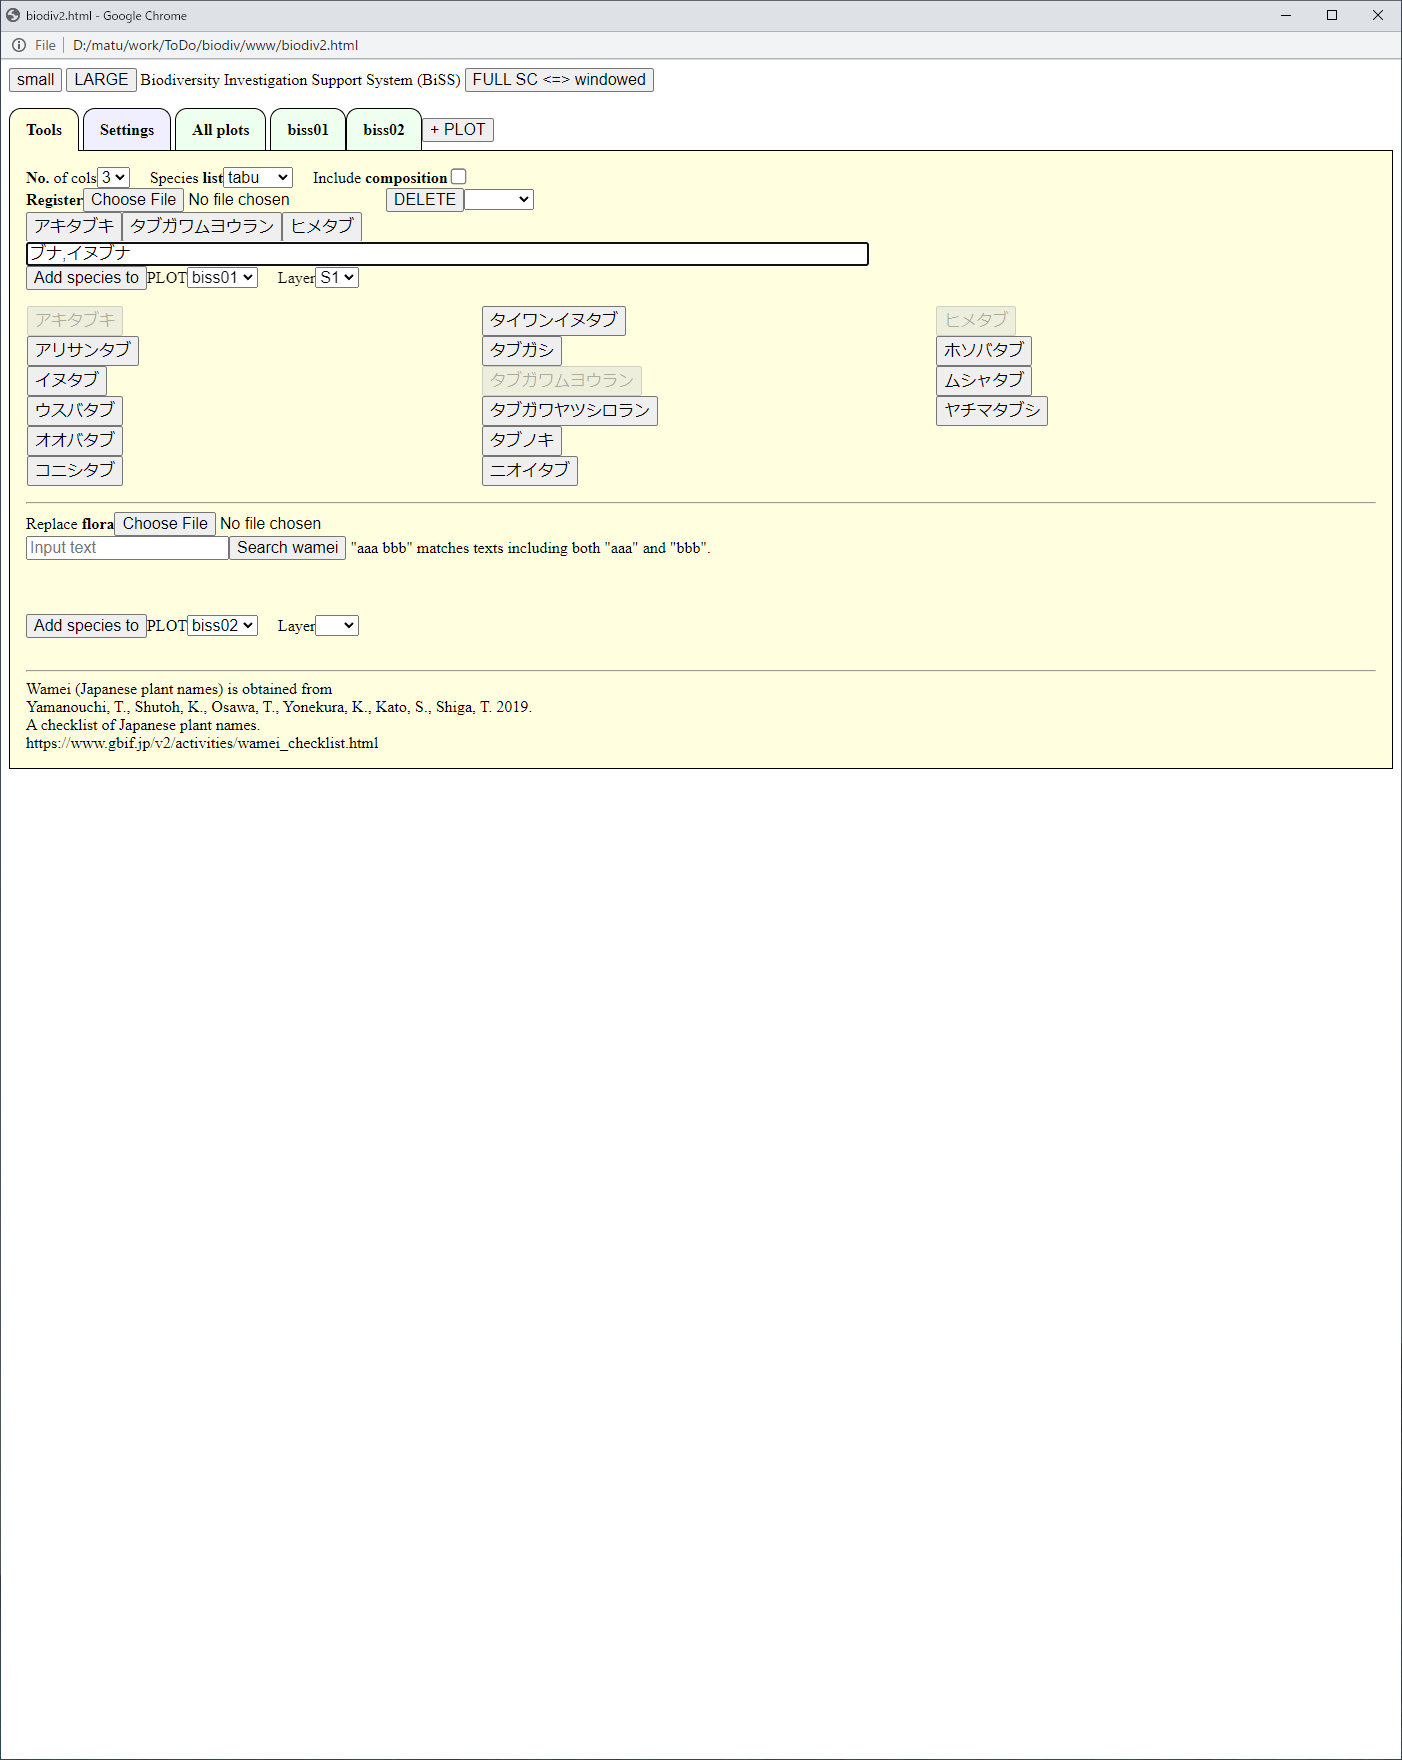 biodiv2.html - Google Chrome
File | D:/matu/work/ToDo/biodiv/www/biodiv2.html
small LARGE Biodiversity Investigation Support System (BiSS) FULL SC <=> windowed
Tools Settings All plots biss01 biss02 + PLOT
No. of cols 3 Species list tabu Include composition
Register Choose File No file chosen DELETE
アキタブキ タブガワムヨウラン ヒメタブ
ブナ,イヌブナ
Add species to PLOT biss01 Layer S1
アキタブキ タイワンイヌタブ ヒメタブ
アリサンタブ タブガシ ホソバタブ
イヌタブ タブガワムヨウラン ムシャタブ
ウスバタブ タブガワヤツシロラン ヤチマタブシ
オオバタブ タブノキ
コニシタブ ニオイタブ
Replace flora Choose File No file chosen
Input text Search wamei "aaa bbb" matches texts including both "aaa" and "bbb".
Add species to PLOT biss02 Layer
Wamei (Japanese plant names) is obtained from
Yamanouchi, T., Shutoh, K., Osawa, T., Yonekura, K., Kato, S., Shiga, T. 2019.
A checklist of Japanese plant names.
https://www.gbif.jp/v2/activities/wamei_checklist.html